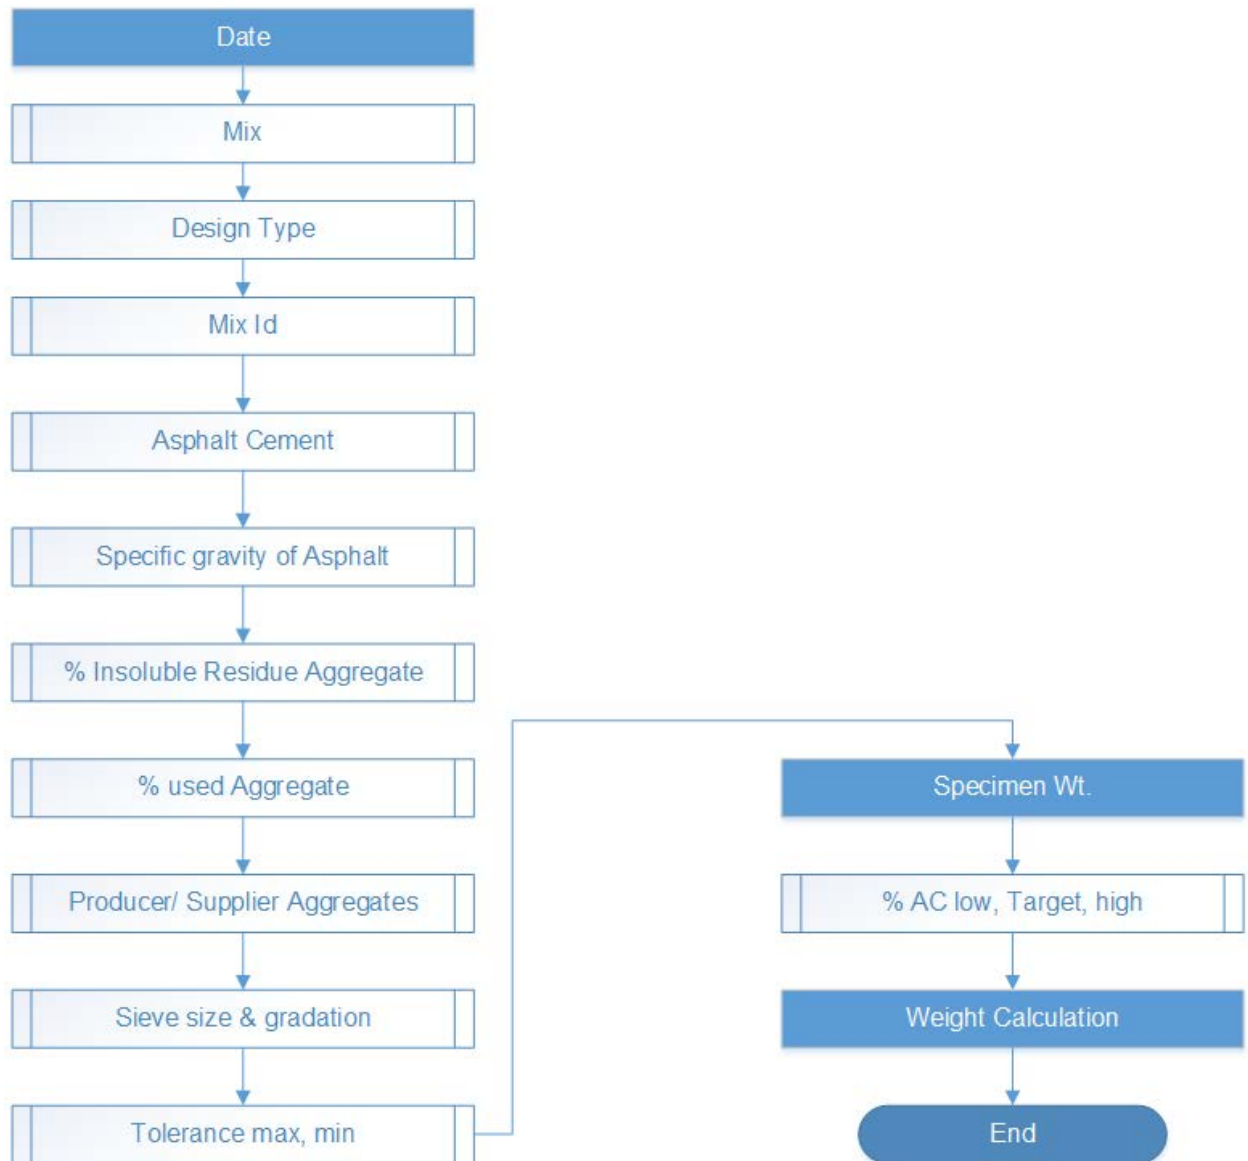 Date
Mix
Design Type
Mix Id
Asphalt Cement
Specific gravity of Asphalt
% Insoluble Residue Aggregate
% used Aggregate
Producer/ Supplier Aggregates
Sieve size & gradation
Tolerance max, min
Specimen Wt.
% AC low, Target, high
Weight Calculation
End